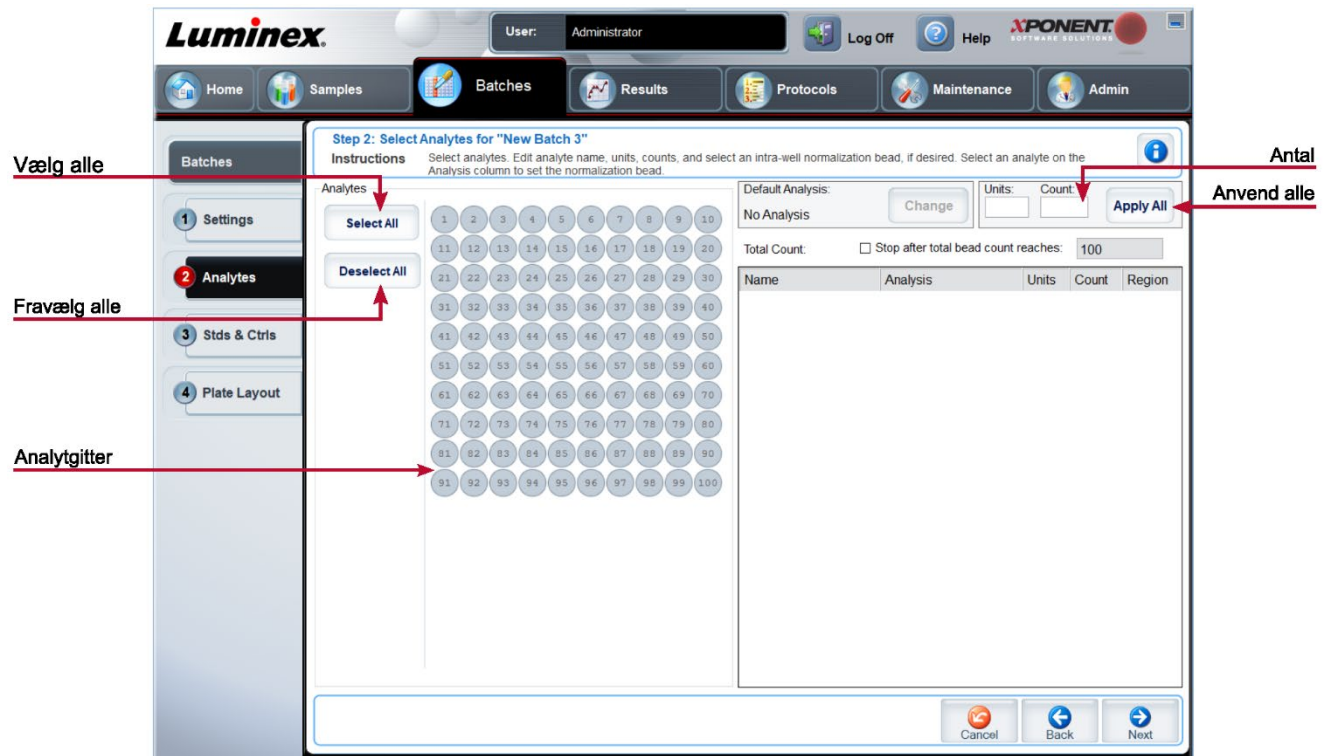 Luminex
User: Administrator
Log Off
Help
XPONENT.
SOFTWARE SOLUTIONS
Home
Samples
Batches
Results
Protocols
Maintenance
Admin
Batches
1 Settings
2 Analytes
3 Stds & Ctrls
4 Plate Layout
Vælg alle
Fravælg alle
Analytgitter
Antal
Anvend alle
Step 2: Select Analytes for "New Batch 3"
Instructions Select analytes. Edit analyte name, units, counts, and select an intra-well normalization bead, if desired. Select an analyte on the
Analysis column to set the normalization bead.
Analytes
Select All
Deselect All
1 2 3 4 5 6 7 8 9 10
11 12 13 14 15 16 17 18 19 20
21 22 23 24 25 26 27 28 29 30
31 32 33 34 35 36 37 38 39 40
41 42 43 44 45 46 47 48 49 50
51 52 53 54 55 56 57 58 59 60
61 62 63 64 65 66 67 68 69 70
71 72 73 74 75 76 77 78 79 80
81 82 83 84 85 86 87 88 89 90
91 92 93 94 95 96 97 98 99 100
Default Analysis:
No Analysis
Change
Units: Count:
Apply All
Total Count: Stop after total bead count reaches: 100
Name Analysis Units Count Region
Cancel
Back
Next